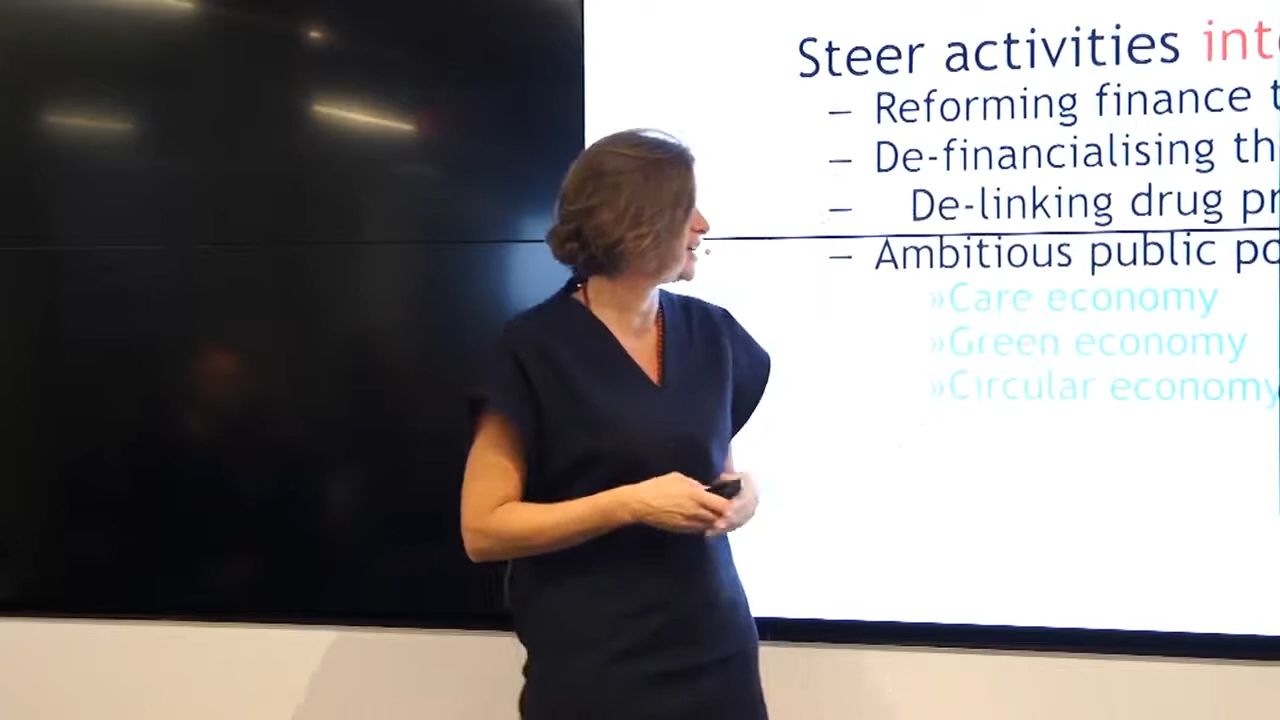 Steer activities int
– Reforming finance t
– De-financialising th
– De-linking drug pr
– Ambitious public po
»Care economy
»Green economy
»Circular economy